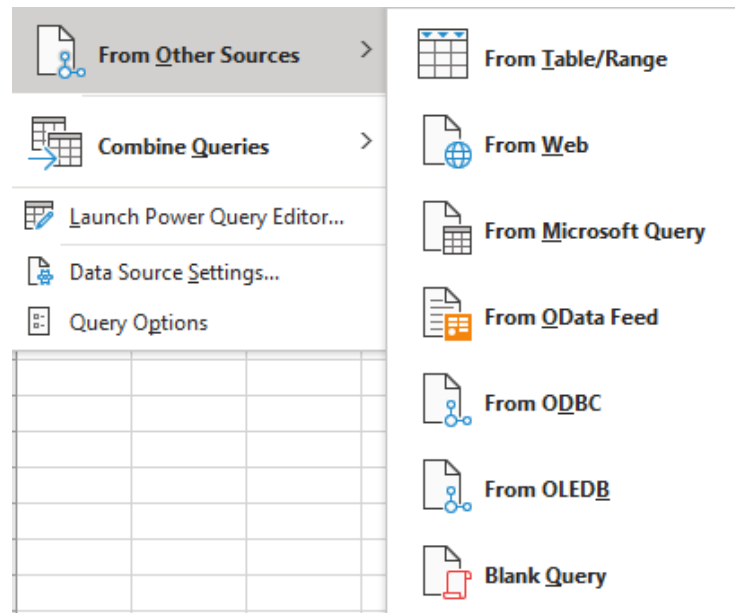 From Other Sources
Combine Queries
Launch Power Query Editor...
Data Source Settings...
Query Options
From Table/Range
From Web
From Microsoft Query
From OData Feed
From ODBC
From OLEDB
Blank Query